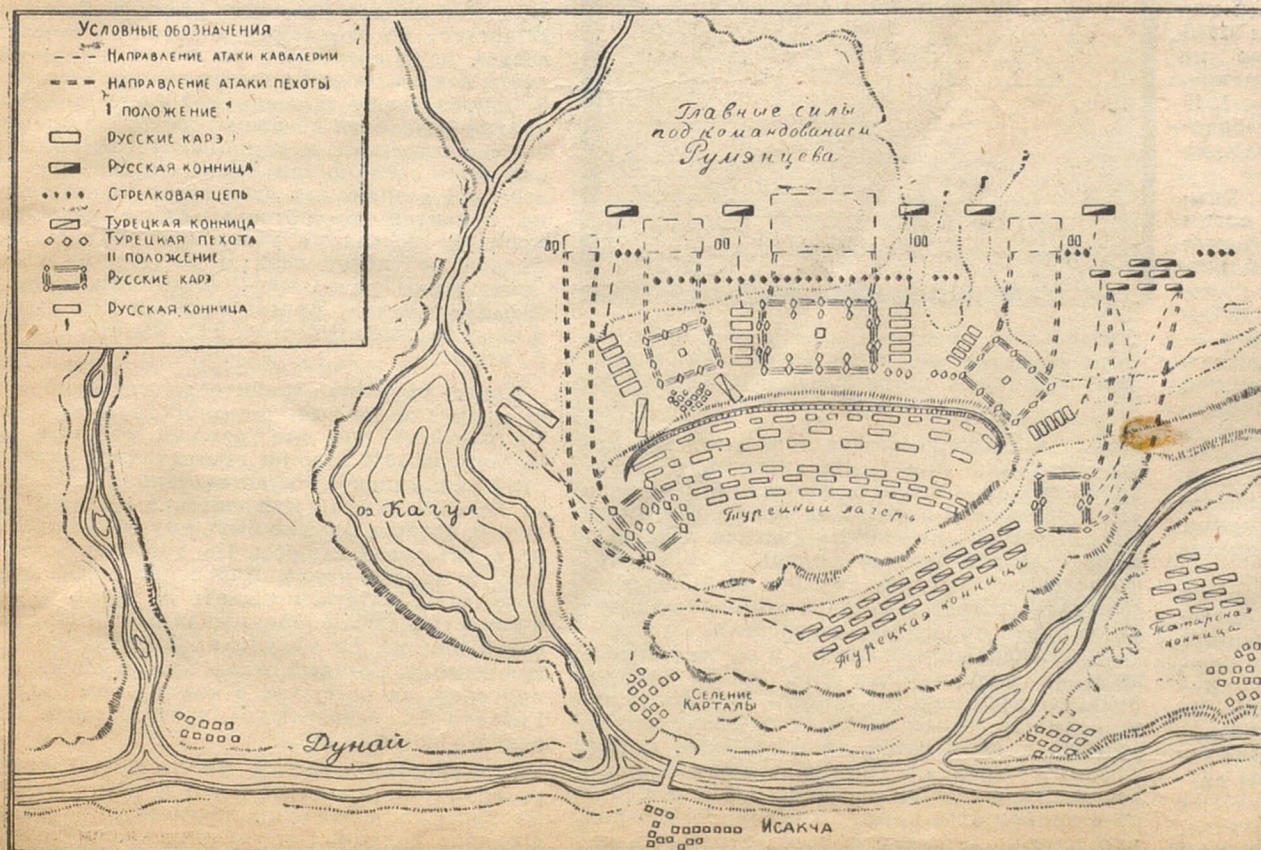 Условные обозначения
Направление атаки кавалерии
Направление атаки пехоты
I положение
Русские карэ
Русская конница
Стрелковая цепь
Турецкая конница
Турецкая пехота
II положение
Русские карэ
Русская конница
Главные силы
под командованием
Румянцева
оз Кагул
Турецкий лагерь
Турецкая конница
Татарская
конница
Селение
Карталы
Дунай
Исакча